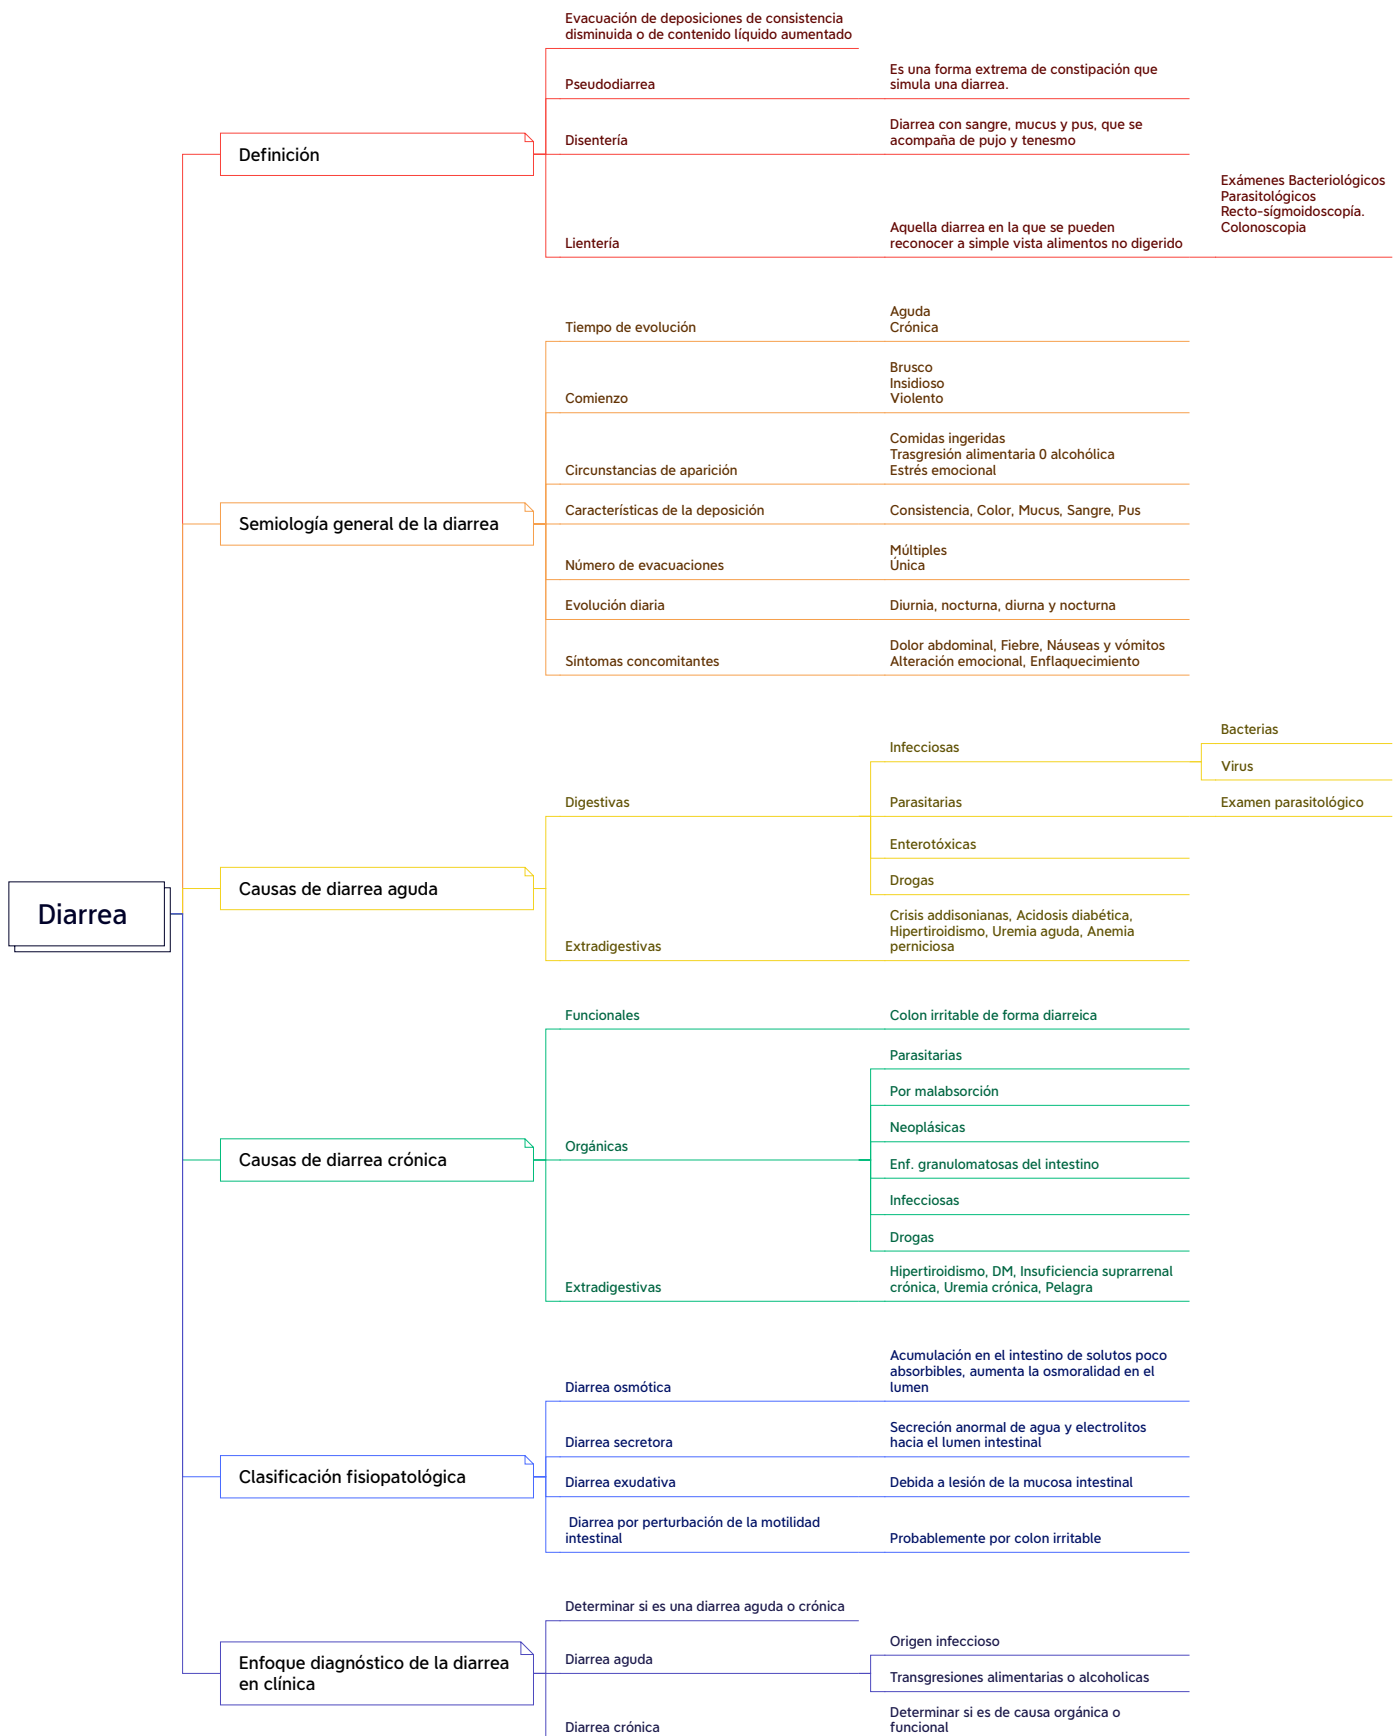 Diarrea
Definición
Evacuación de deposiciones de consistencia
disminuida o de contenido líquido aumentado
Pseudodiarrea
Es una forma extrema de constipación que
simula una diarrea.
Disentería
Diarrea con sangre, mucus y pus, que se
acompaña de pujo y tenesmo
Lientería
Aquella diarrea en la que se pueden
reconocer a simple vista alimentos no digerido
Exámenes Bacteriológicos
Parasitológicos
Recto-sígmoidoscopía.
Colonoscopia
Semiología general de la diarrea
Tiempo de evolución
Aguda
Crónica
Comienzo
Brusco
Insidioso
Violento
Circunstancias de aparición
Comidas ingeridas
Trasgresión alimentaria 0 alcohólica
Estrés emocional
Características de la deposición
Consistencia, Color, Mucus, Sangre, Pus
Número de evacuaciones
Múltiples
Única
Evolución diaria
Diurnia, nocturna, diurna y nocturna
Síntomas concomitantes
Dolor abdominal, Fiebre, Náuseas y vómitos
Alteración emocional, Enflaquecimiento
Causas de diarrea aguda
Digestivas
Infecciosas
Bacterias
Virus
Parasitarias
Examen parasitológico
Enterotóxicas
Drogas
Extradigestivas
Crisis addisonianas, Acidosis diabética,
Hipertiroidismo, Uremia aguda, Anemia
perniciosa
Causas de diarrea crónica
Funcionales
Colon irritable de forma diarreica
Orgánicas
Parasitarias
Por malabsorción
Neoplásicas
Enf. granulomatosas del intestino
Infecciosas
Drogas
Extradigestivas
Hipertiroidismo, DM, Insuficiencia suprarrenal
crónica, Uremia crónica, Pelagra
Clasificación fisiopatológica
Diarrea osmótica
Acumulación en el intestino de solutos poco
absorbibles, aumenta la osmoralidad en el
lumen
Diarrea secretora
Secreción anormal de agua y electrolitos
hacia el lumen intestinal
Diarrea exudativa
Debida a lesión de la mucosa intestinal
Diarrea por perturbación de la motilidad
intestinal
Probablemente por colon irritable
Enfoque diagnóstico de la diarrea
en clínica
Determinar si es una diarrea aguda o crónica
Diarrea aguda
Origen infeccioso
Transgresiones alimentarias o alcoholicas
Diarrea crónica
Determinar si es de causa orgánica o
funcional